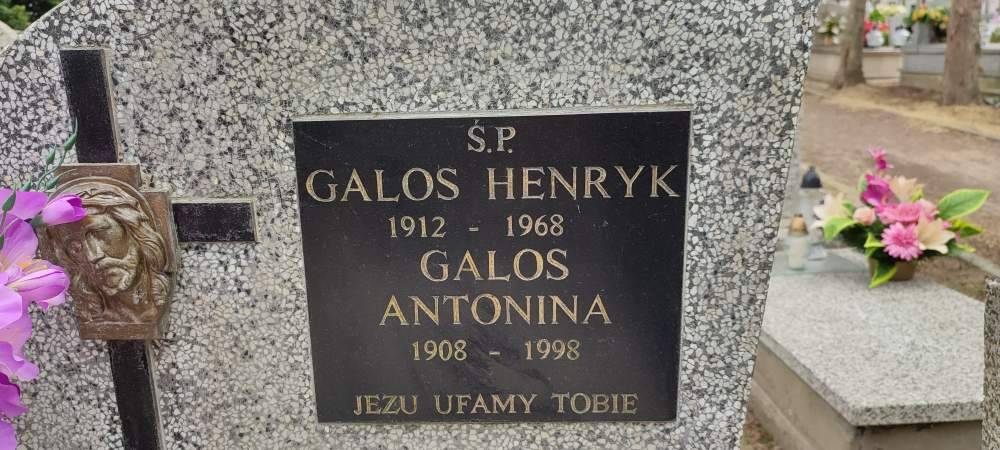 Ś.P.
GALOS HENRYK
1912 - 1968
GALOS
ANTONINA
1908 - 1998
JEZU UFAMY TOBIE